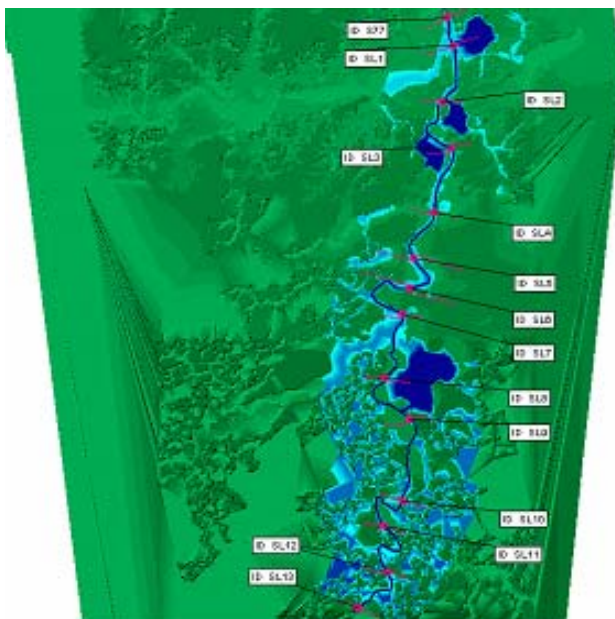 ID S77
ID SL1
ID SL2
ID SL3
ID SL4
ID SL5
ID SL6
ID SL7
ID SL8
ID SL9
ID SL10
ID SL11
ID SL12
ID SL13